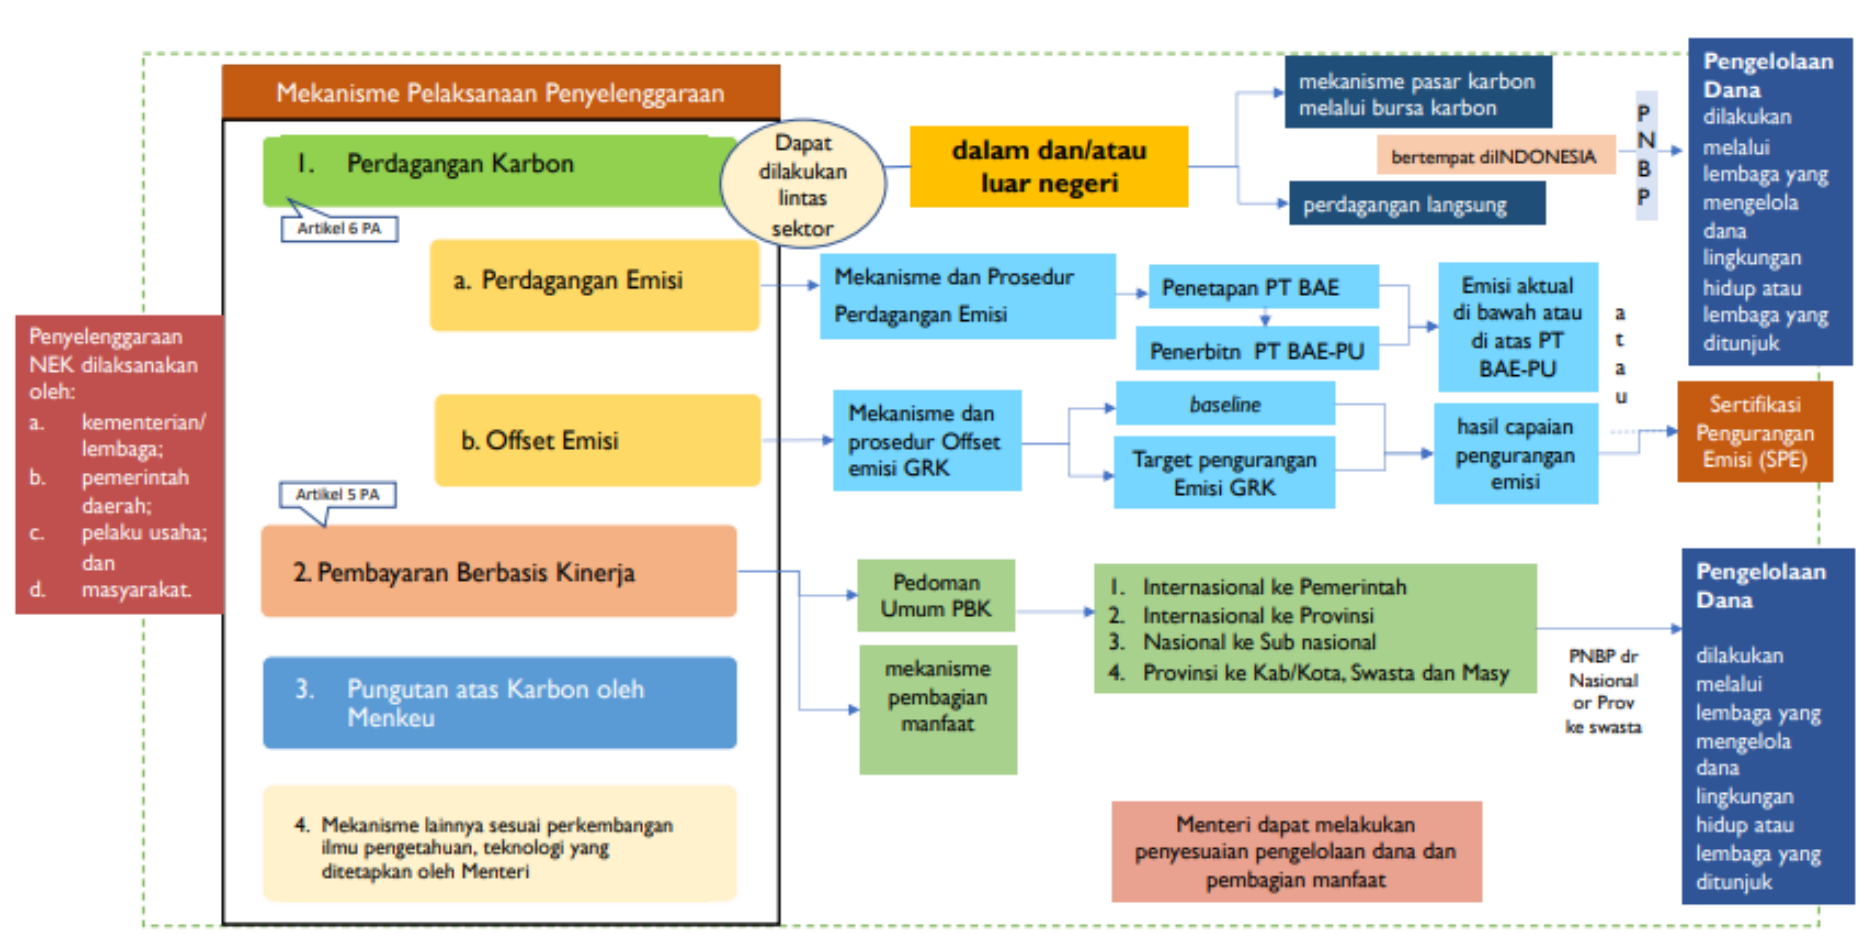 Penyelenggaraan
NEK dilaksanakan
oleh:
a. kementerian/
lembaga;
b. pemerintah
daerah;
c. pelaku usaha;
dan
d. masyarakat.
Mekanisme Pelaksanaan Penyelenggaraan
1. Perdagangan Karbon
Artikel 6 PA
Dapat
dilakukan
lintas
sektor
dalam dan/atau
luar negeri
mekanisme pasar karbon
melalui bursa karbon
bertempat diINDONESIA
perdagangan langsung
P
N
B
P
Pengelolaan
Dana
dilakukan
melalui
lembaga yang
mengelola
dana
lingkungan
hidup atau
lembaga yang
ditunjuk
a. Perdagangan Emisi
Mekanisme dan Prosedur
Perdagangan Emisi
Penetapan PT BAE
Penerbitn PT BAE-PU
Emisi aktual
di bawah atau
di atas PT
BAE-PU
a
t
a
u
b. Offset Emisi
Mekanisme dan
prosedur Offset
emisi GRK
baseline
Target pengurangan
Emisi GRK
hasil capaian
pengurangan
emisi
Sertifikasi
Pengurangan
Emisi (SPE)
Artikel 5 PA
2. Pembayaran Berbasis Kinerja
Pedoman
Umum PBK
mekanisme
pembagian
manfaat
1. Internasional ke Pemerintah
2. Internasional ke Provinsi
3. Nasional ke Sub nasional
4. Provinsi ke Kab/Kota, Swasta dan Masy
PNBP dr
Nasional
or Prov
ke swasta
Pengelolaan
Dana
dilakukan
melalui
lembaga yang
mengelola
dana
lingkungan
hidup atau
lembaga yang
ditunjuk
3. Pungutan atas Karbon oleh
Menkeu
4. Mekanisme lainnya sesuai perkembangan
ilmu pengetahuan, teknologi yang
ditetapkan oleh Menteri
Menteri dapat melakukan
penyesuaian pengelolaan dana dan
pembagian manfaat